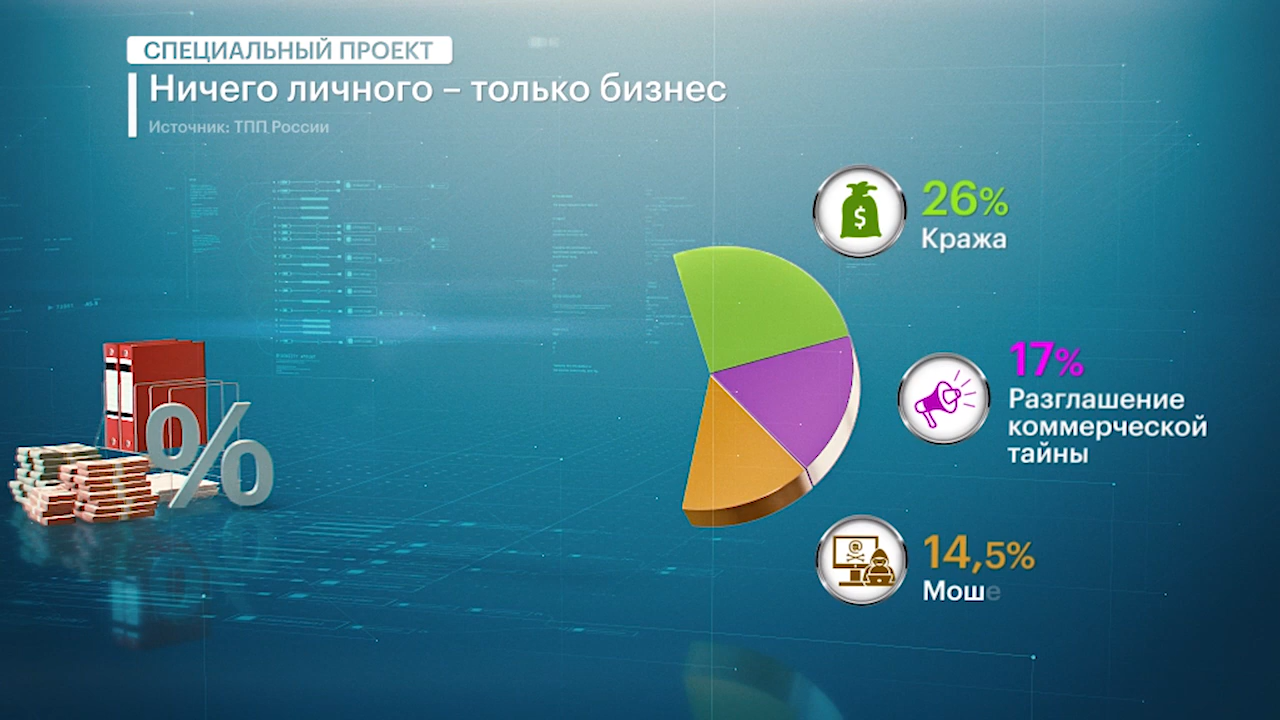 СПЕЦИАЛЬНЫЙ ПРОЕКТ
Ничего личного – только бизнес
Источник: ТПП России
26%
Кража
17%
Разглашение
коммерческой
тайны
14,5%
Моше